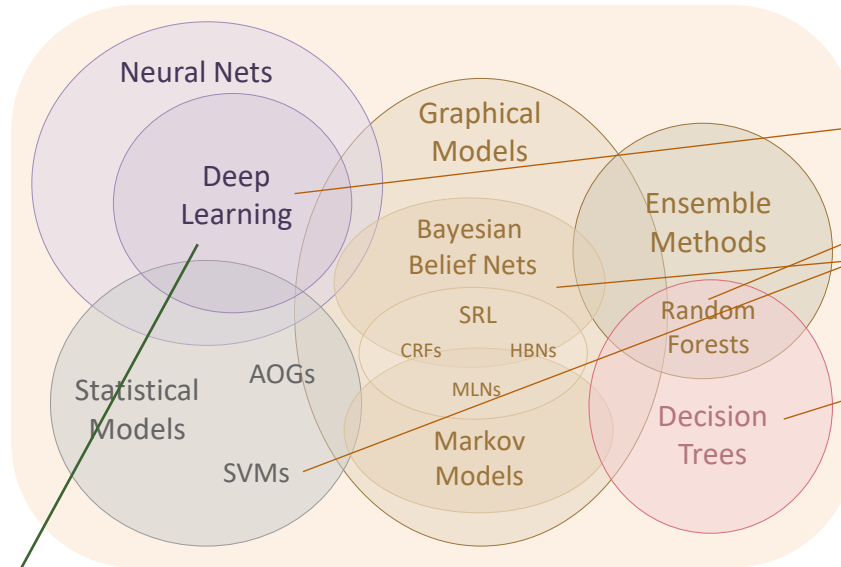 Neural Nets
Deep
Learning
Graphical
Models
Ensemble
Methods
Bayesian
Belief Nets
SRL
CRFs
HBNs
MLNs
Random
Forests
Statistical
Models
AOGs
SVMs
Markov
Models
Decision
Trees